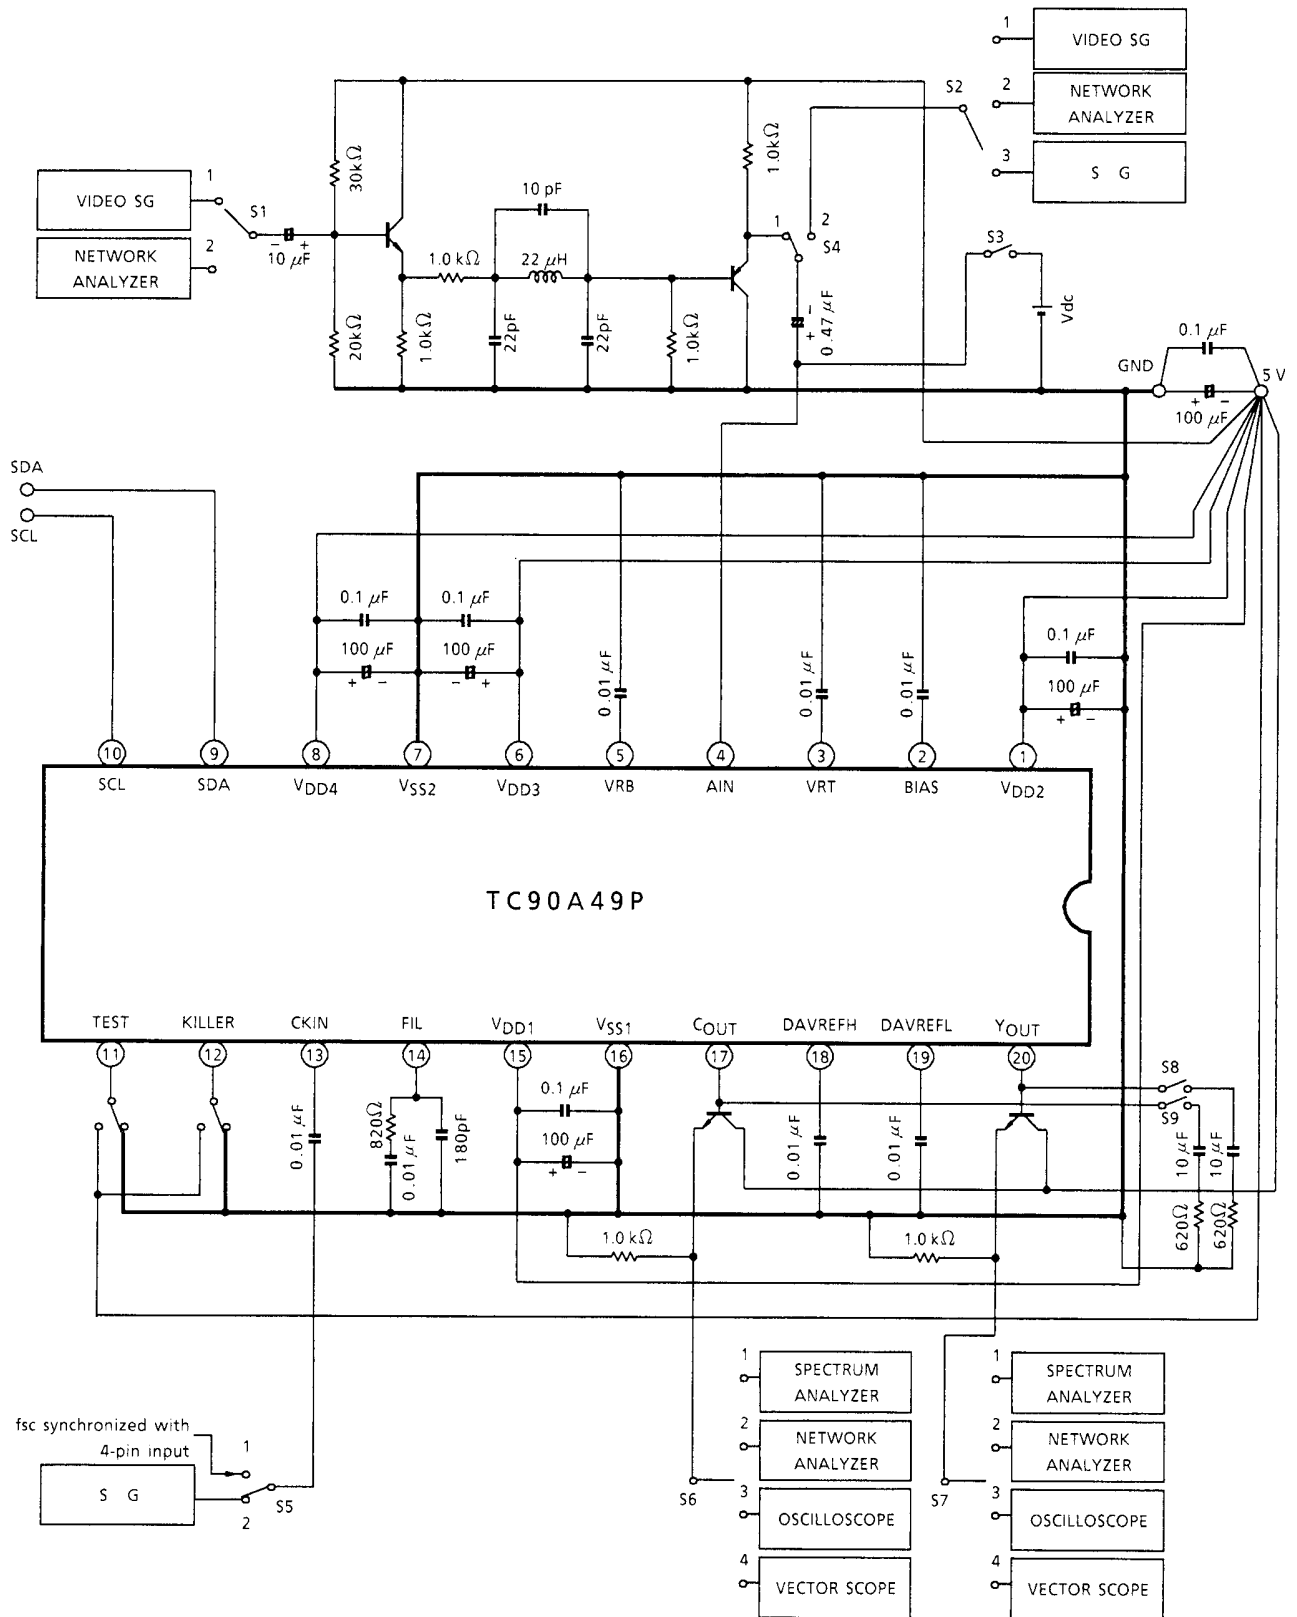 1
VIDEO SG
S2
2
NETWORK
ANALYZER
3
S G
30kΩ
1.0kΩ
1
VIDEO SG
S1
2
NETWORK
ANALYZER
− +
10 μF
10 pF
1.0 kΩ
22 μH
1
2
S4
S3
20kΩ
1.0kΩ
22pF
22pF
1.0kΩ
−
+
0.47 μF
Vdc
0.1 μF
GND
5 V
+ −
100 μF
SDA
SCL
0.1 μF
0.1 μF
100 μF
100 μF
+ −
− +
0.01 μF
0.01 μF
0.01 μF
0.1 μF
100 μF
+ −
10
9
8
7
6
5
4
3
2
1
SCL
SDA
VDD4
VSS2
VDD3
VRB
AIN
VRT
BIAS
VDD2
TC90A49P
TEST
KILLER
CKIN
FIL
VDD1
VSS1
COUT
DAVREFH
DAVREFL
YOUT
11
12
13
14
15
16
17
18
19
20
0.01 μF
820Ω
0.01 μF
180pF
0.1 μF
100 μF
+ −
0.01 μF
0.01 μF
S8
S9
10 μF
10 μF
620Ω
620Ω
1.0 kΩ
1.0 kΩ
fsc synchronized with
4-pin input
1
S G
2
S5
S6
1
SPECTRUM
ANALYZER
2
NETWORK
ANALYZER
3
OSCILLOSCOPE
4
VECTOR SCOPE
S7
1
SPECTRUM
ANALYZER
2
NETWORK
ANALYZER
3
OSCILLOSCOPE
4
VECTOR SCOPE